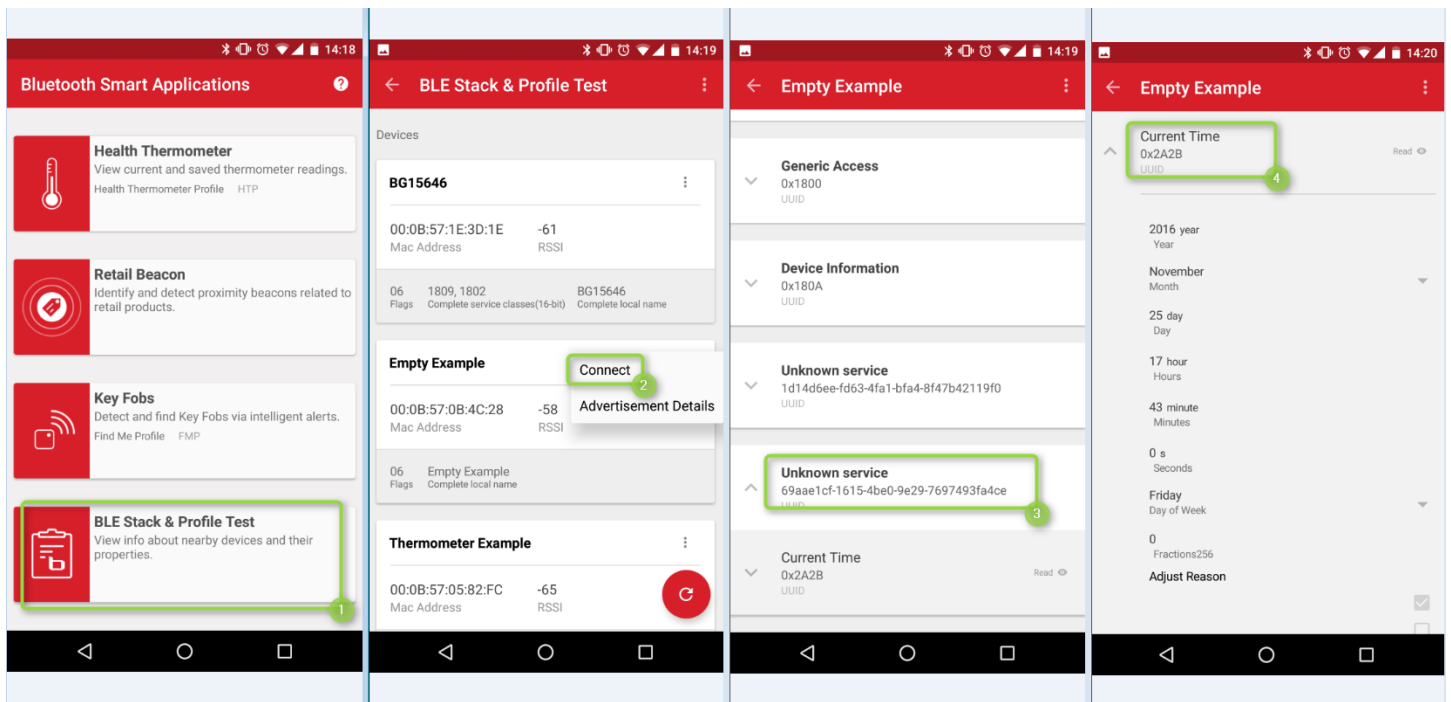 14:18
Bluetooth Smart Applications
Health Thermometer
View current and saved thermometer readings.
Health Thermometer Profile HTP
Retail Beacon
Identify and detect proximity beacons related to
retail products.
Key Fobs
Detect and find Key Fobs via intelligent alerts.
Find Me Profile FMP
BLE Stack & Profile Test
View info about nearby devices and their
properties.
1
14:19
BLE Stack & Profile Test
Devices
BG15646
00:0B:57:1E:3D:1E -61
Mac Address RSSI
06 1809, 1802 BG15646
Flags Complete service classes(16-bit) Complete local name
Empty Example
Connect
2
Advertisement Details
00:0B:57:0B:4C:28 -58
Mac Address RSSI
06 Empty Example
Flags Complete local name
Thermometer Example
00:0B:57:05:82:FC -65
Mac Address RSSI
14:19
Empty Example
Generic Access
0x1800
UUID
Device Information
0x180A
UUID
Unknown service
1d14d6ee-fd63-4fa1-bfa4-8f47b42119f0
UUID
Unknown service
69aae1cf-1615-4be0-9e29-7697493fa4ce
UUID
3
Current Time
0x2A2B Read
UUID
14:20
Empty Example
Current Time
0x2A2B Read
UUID
4
2016 year
Year
November
Month
25 day
Day
17 hour
Hours
43 minute
Minutes
0 s
Seconds
Friday
Day of Week
0
Fractions256
Adjust Reason